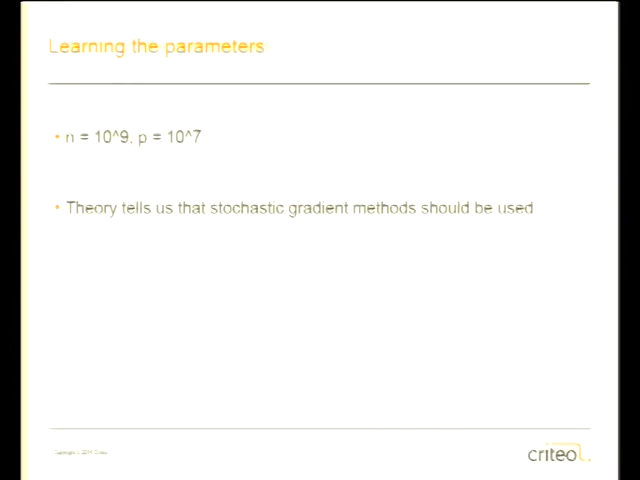 Learning the parameters
• n = 10^9, p = 10^7
• Theory tells us that stochastic gradient methods should be used
criteo